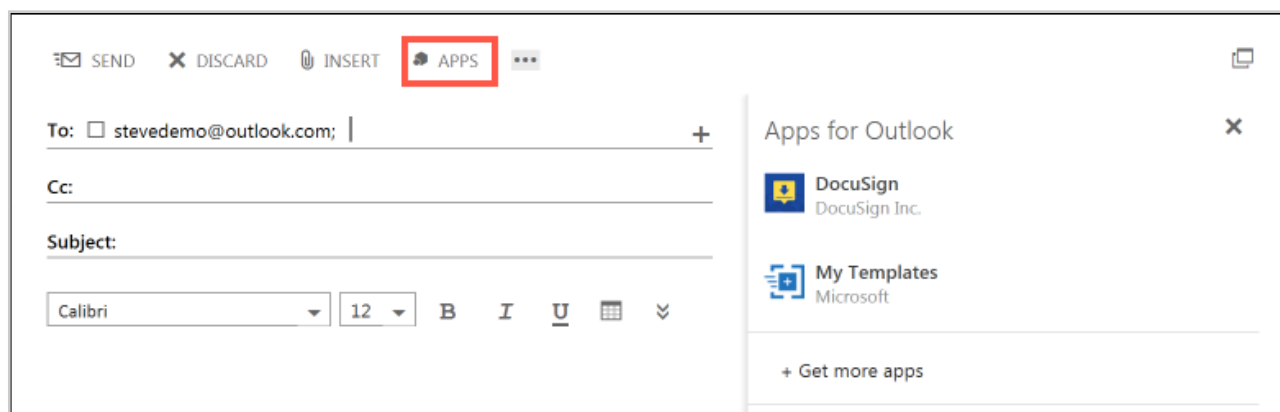 SEND DISCARD INSERT APPS •••
To: stevedemo@outlook.com; +
Cc:
Subject:
Calibri 12 B I U
Apps for Outlook
DocuSign
DocuSign Inc.
My Templates
Microsoft
+ Get more apps